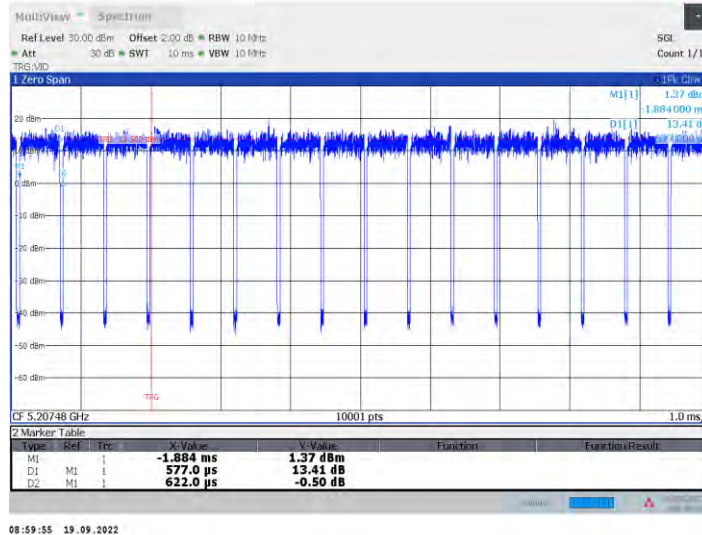 MultiView Spectrum
Ref Level 30.00 dBm Offset 2.00 dB RBW 10 MHz SGL
Att 30 dB SWT 10 ms VBW 10 MHz Count 1/1
TRG:VID
1 Zero Span 1Pk Clrw
M1[1] 1.37 dBm
-1.884000 m
20 dBm D1[1] 13.41 d
D1
M1
D2
0 dBm
-10 dBm
-20 dBm
-30 dBm
-40 dBm
-50 dBm
-60 dBm
TRG
CF 5.20748 GHz 10001 pts 1.0 ms
2 Marker Table
Type Ref Trc X-Value Y-Value Function Function Result
M1 1 -1.884 ms 1.37 dBm
D1 M1 1 577.0 µs 13.41 dB
D2 M1 1 622.0 µs -0.50 dB
08:59:55 19.09.2022